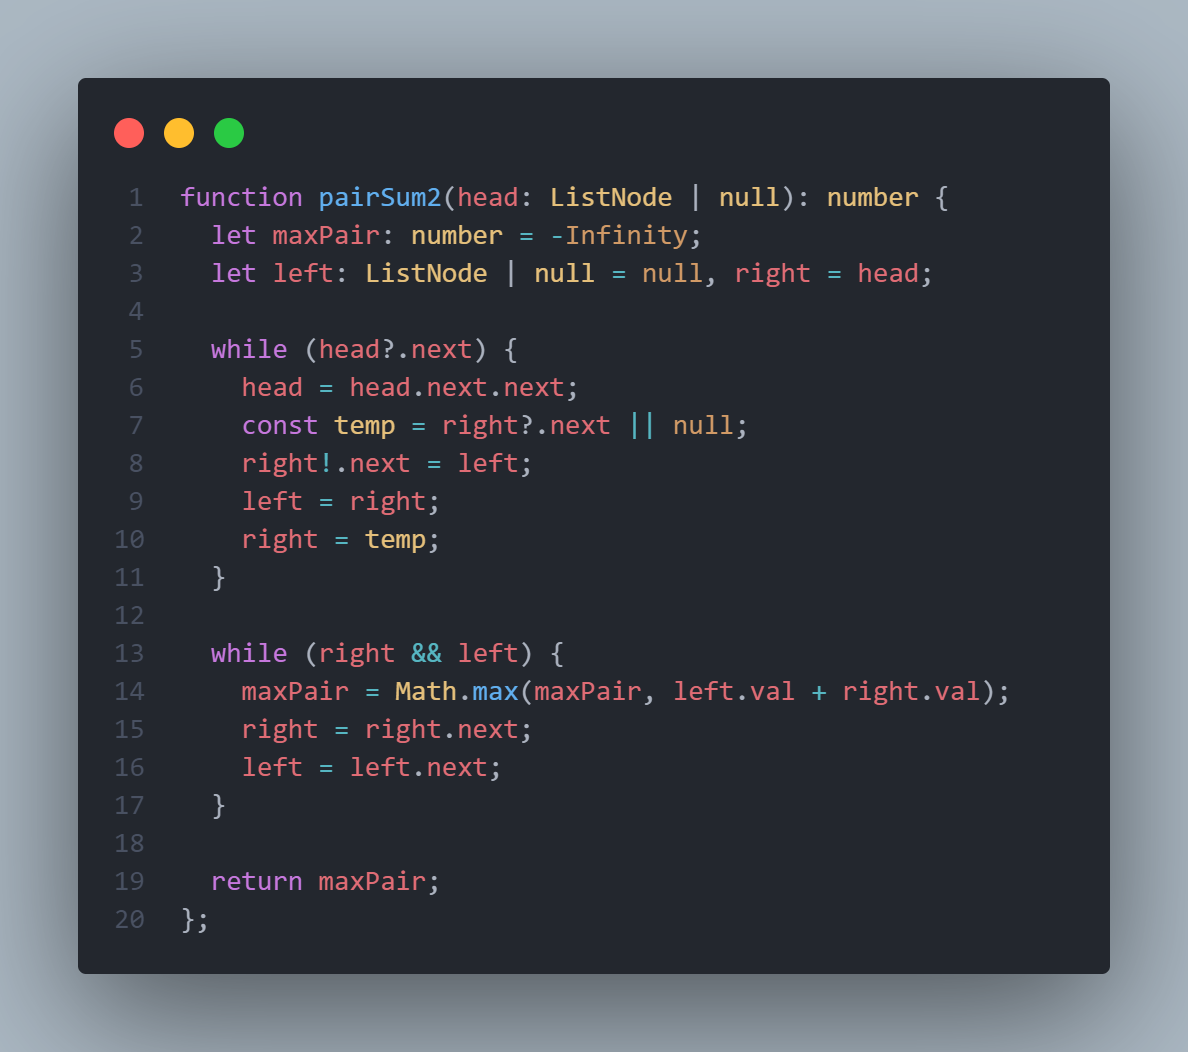 1 function pairSum2(head: ListNode | null): number {
2   let maxPair: number = -Infinity;
3   let left: ListNode | null = null, right = head;
4
5   while (head?.next) {
6     head = head.next.next;
7     const temp = right?.next || null;
8     right!.next = left;
9     left = right;
10     right = temp;
11   }
12
13   while (right && left) {
14     maxPair = Math.max(maxPair, left.val + right.val);
15     right = right.next;
16     left = left.next;
17   }
18
19   return maxPair;
20 };